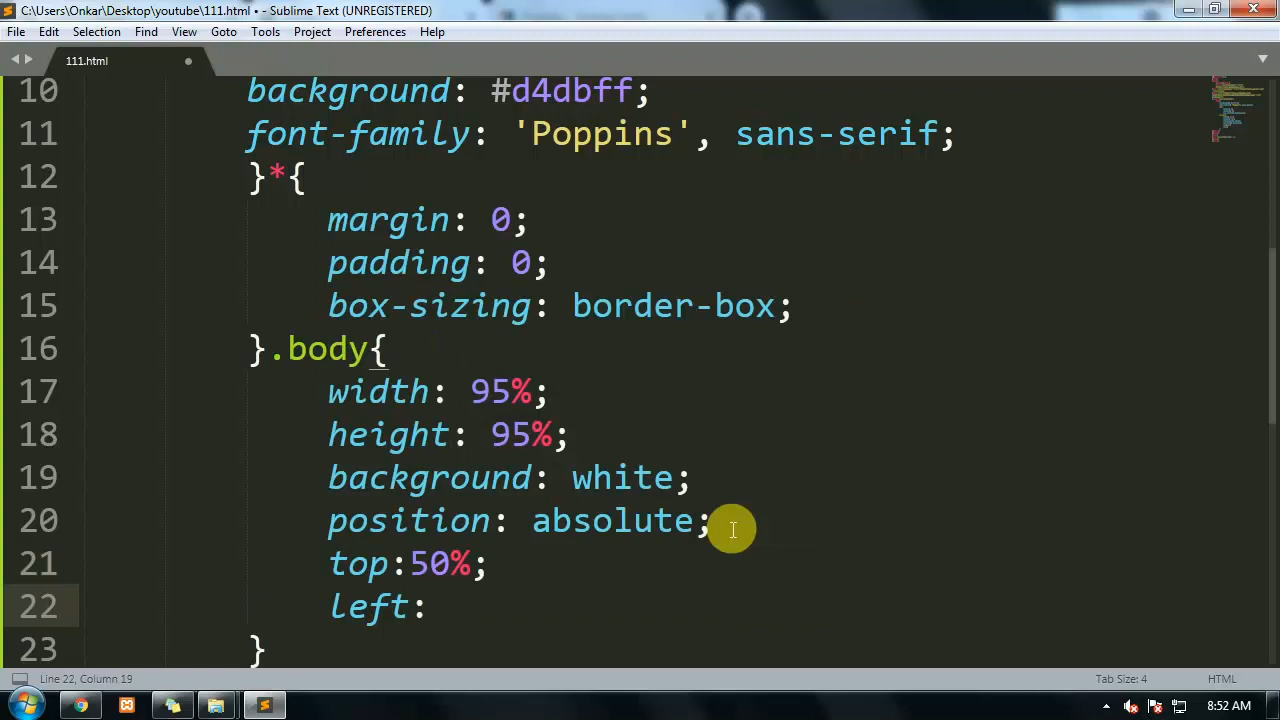 C:\Users\Onkar\Desktop\youtube\111.html • - Sublime Text (UNREGISTERED)
File Edit Selection Find View Goto Tools Project Preferences Help
111.html
10 background: #d4dbff;
11 font-family: 'Poppins', sans-serif;
12 }*{
13 margin: 0;
14 padding: 0;
15 box-sizing: border-box;
16 }.body{
17 width: 95%;
18 height: 95%;
19 background: white;
20 position: absolute;
21 top:50%;
22 left:
23 }
Line 22, Column 19 Tab Size: 4 HTML
8:52 AM